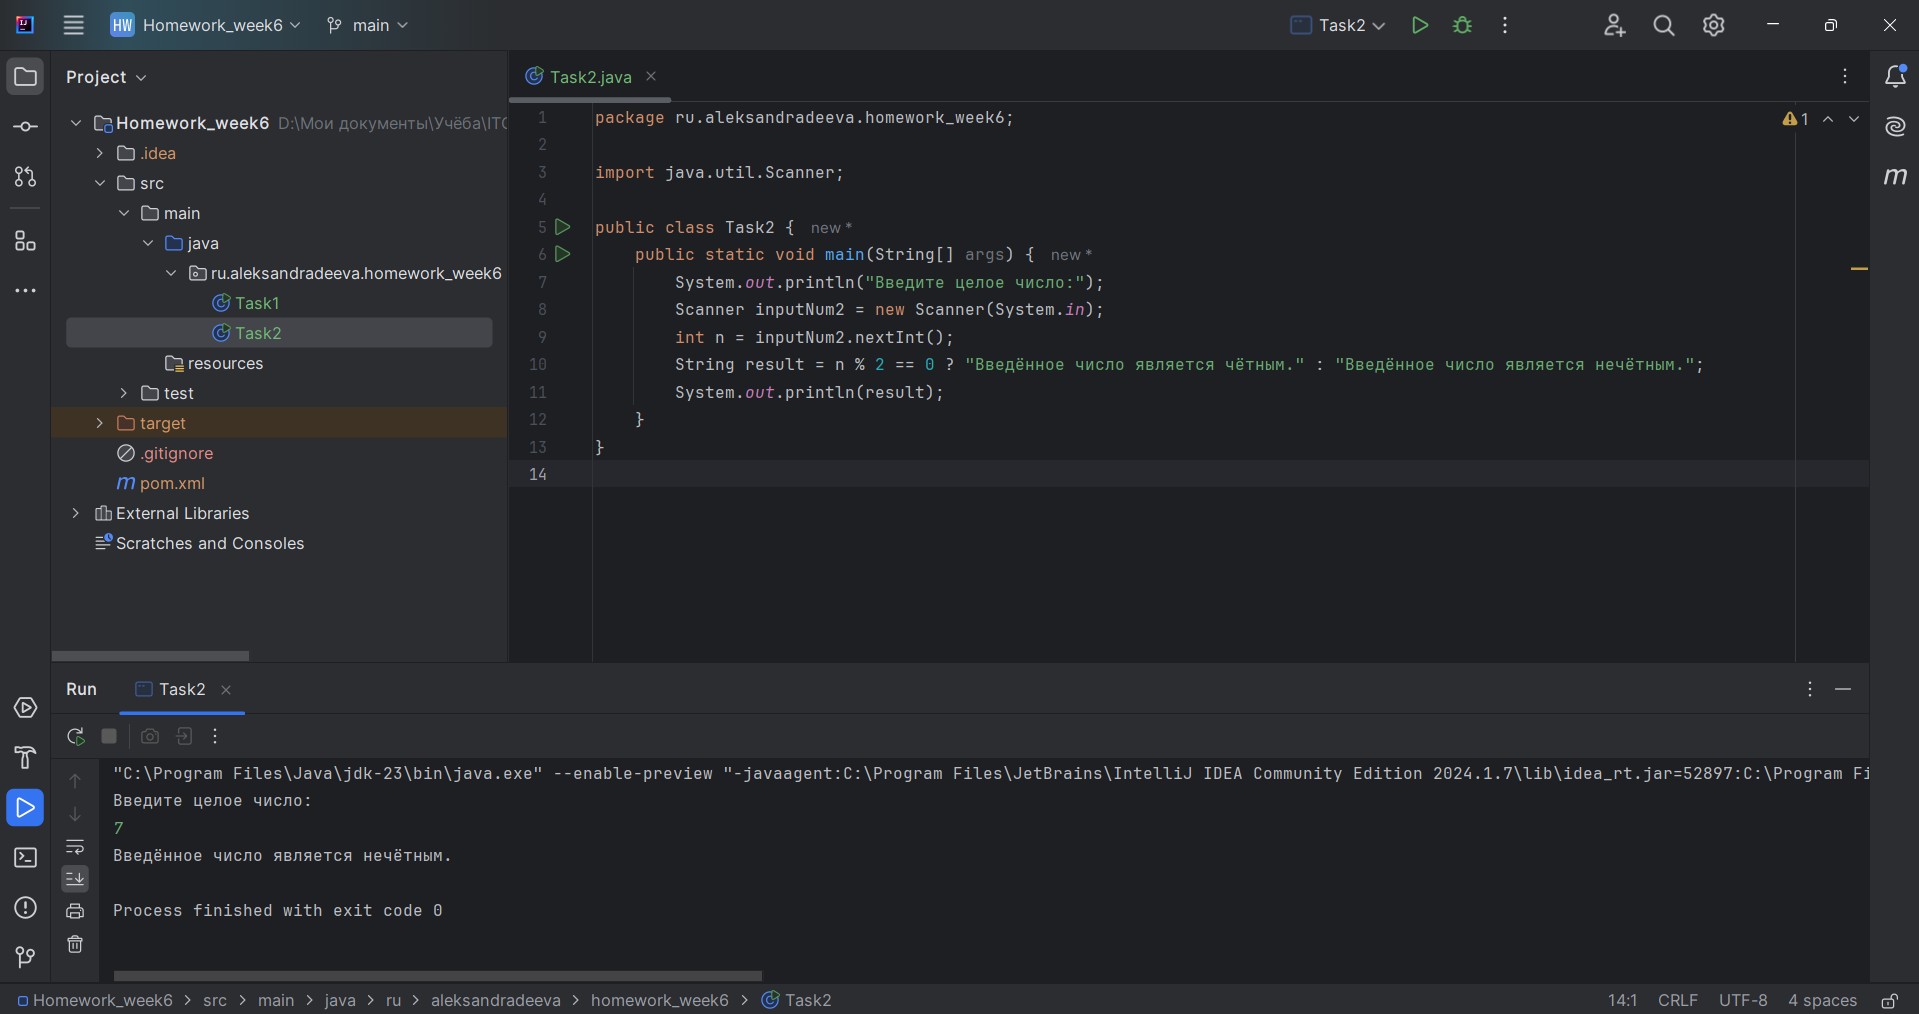 HW Homework_week6 main Task2
Project
Homework_week6 D:\Мои документы\Учёба\ITC
.idea
src
main
java
ru.aleksandradeeva.homework_week6
Task1
Task2
resources
test
target
.gitignore
m pom.xml
External Libraries
Scratches and Consoles
Task2.java
1 package ru.aleksandradeeva.homework_week6;
2
3 import java.util.Scanner;
4
5 public class Task2 { new *
6 public static void main(String[] args) { new *
7 System.out.println("Введите целое число:");
8 Scanner inputNum2 = new Scanner(System.in);
9 int n = inputNum2.nextInt();
10 String result = n % 2 == 0 ? "Введённое число является чётным." : "Введённое число является нечётным.";
11 System.out.println(result);
12 }
13 }
14
1
m
Run Task2
"C:\Program Files\Java\jdk-23\bin\java.exe" --enable-preview "-javaagent:C:\Program Files\JetBrains\IntelliJ IDEA Community Edition 2024.1.7\lib\idea_rt.jar=52897:C:\Program Fi
Введите целое число:
7
Введённое число является нечётным.
Process finished with exit code 0
Homework_week6 > src > main > java > ru > aleksandradeeva > homework_week6 > Task2
14:1 CRLF UTF-8 4 spaces